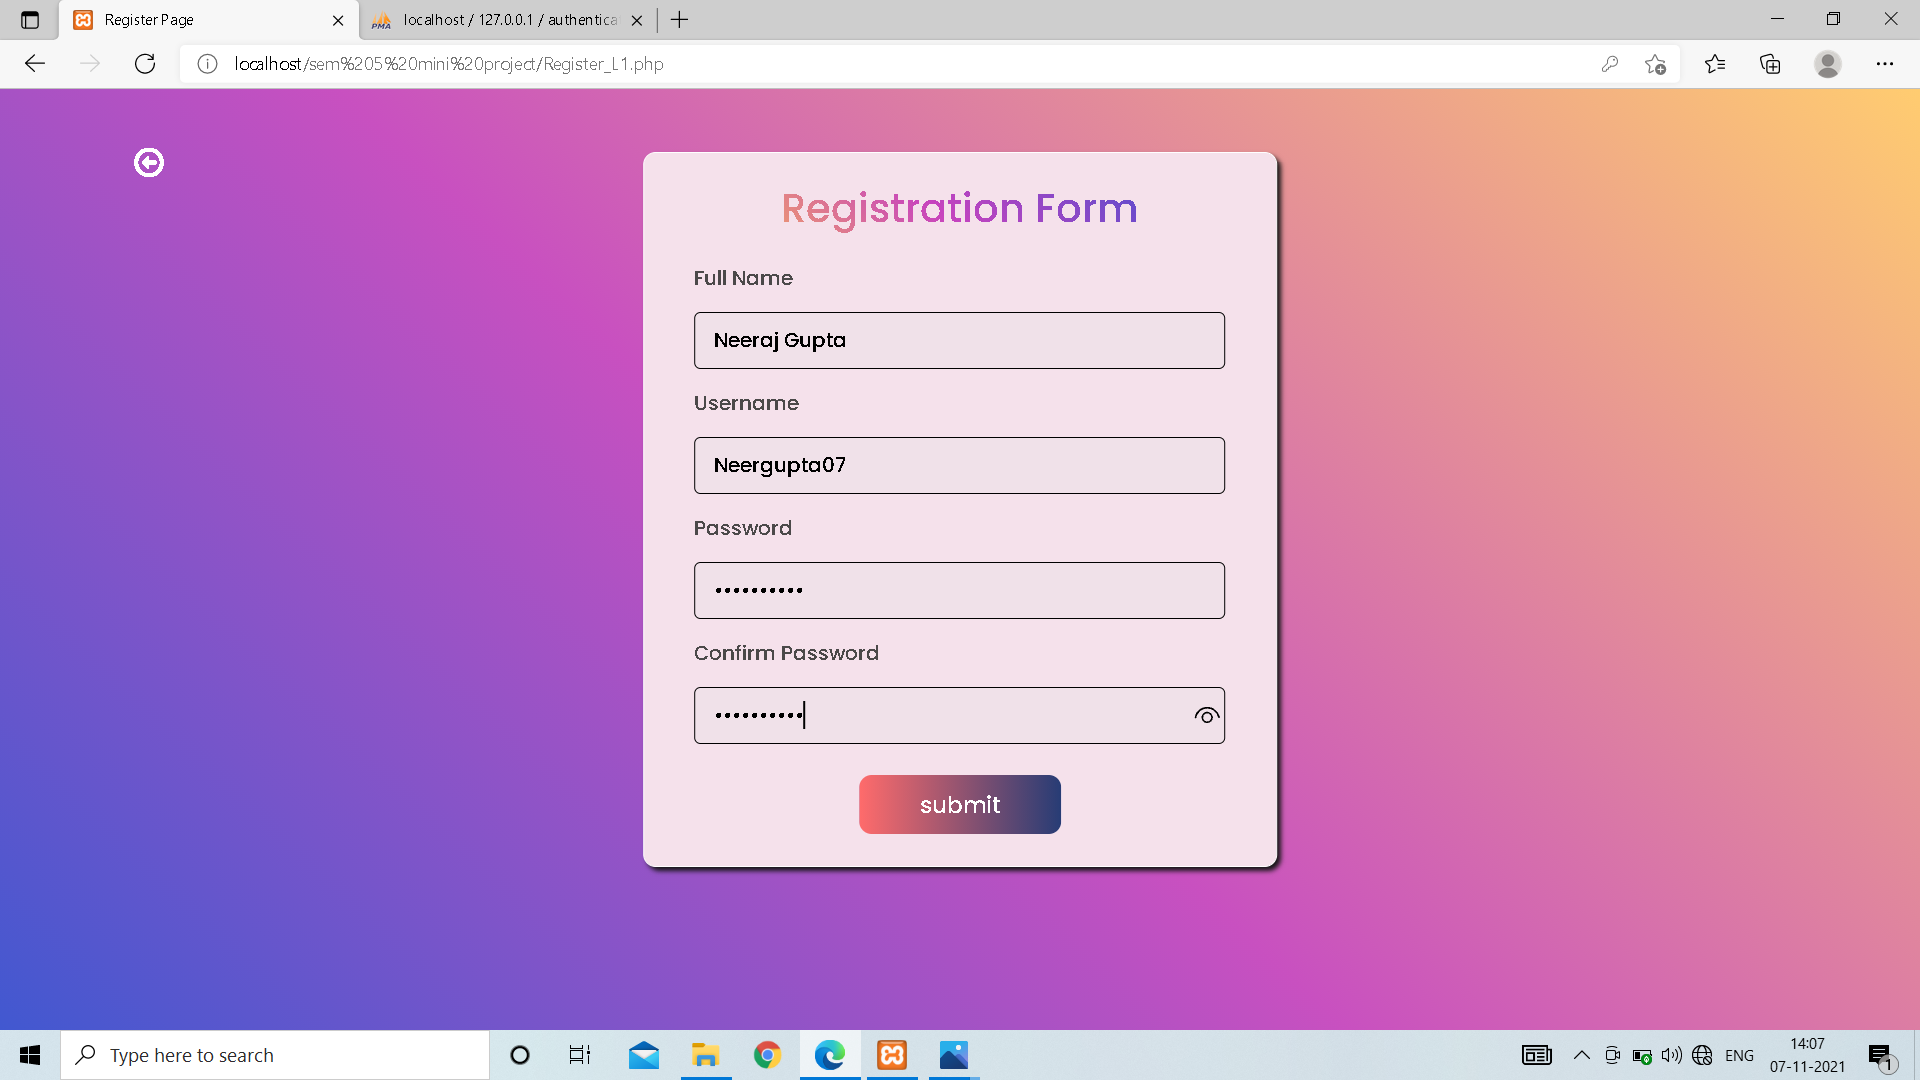 Register Page
localhost / 127.0.0.1 / authentica
localhost/sem%205%20mini%20project/Register_L1.php
Registration Form
Full Name
Neeraj Gupta
Username
Neergupta07
Password
Confirm Password
submit
Type here to search
ENG
14:07
07-11-2021
1
PMA